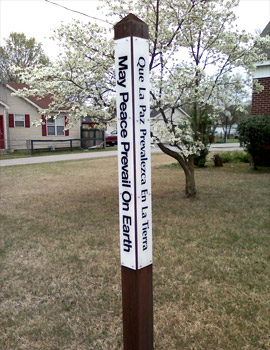 May Peace Prevail On Earth
Que La Paz Prevalezca En La Tierra